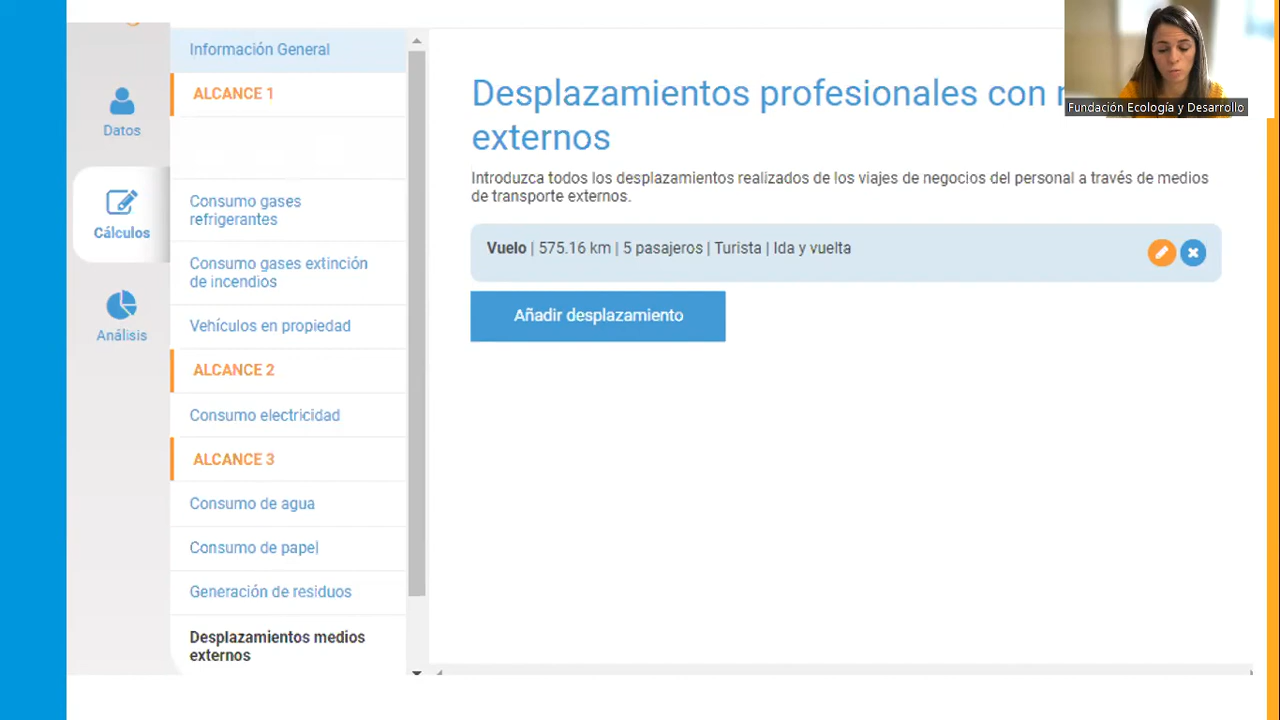 Datos
Cálculos
Análisis
Información General
ALCANCE 1
Consumo gases
refrigerantes
Consumo gases extinción
de incendios
Vehículos en propiedad
ALCANCE 2
Consumo electricidad
ALCANCE 3
Consumo de agua
Consumo de papel
Generación de residuos
Desplazamientos medios
externos
Desplazamientos profesionales con
externos
Introduzca todos los desplazamientos realizados de los viajes de negocios del personal a través de medios
de transporte externos.
Vuelo | 575.16 km | 5 pasajeros | Turista | Ida y vuelta
Añadir desplazamiento
Fundación Ecología y Desarrollo